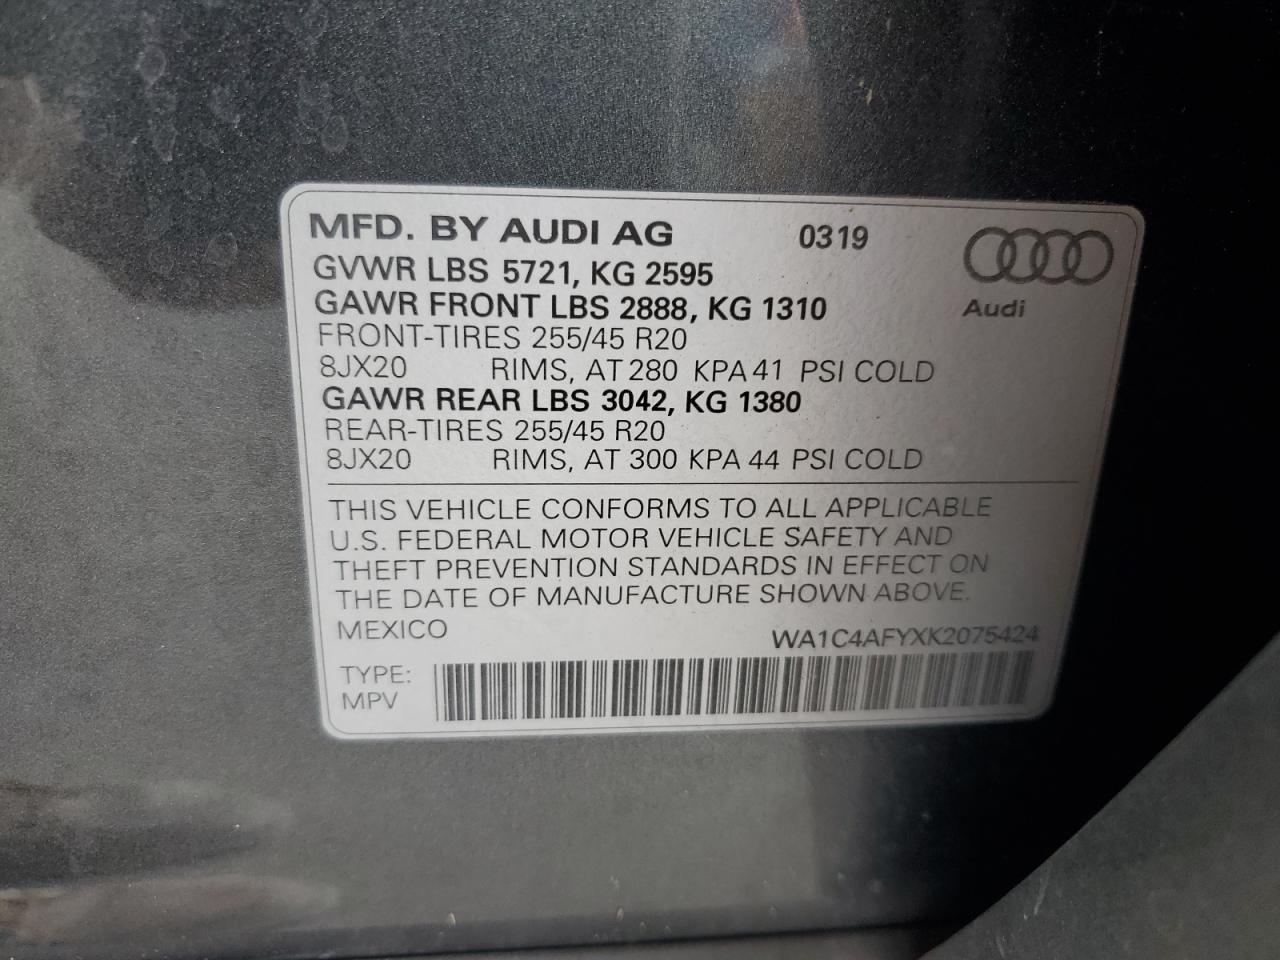 MFD. BY AUDI AG 0319
GVWR LBS 5721, KG 2595
GAWR FRONT LBS 2888, KG 1310
Audi
FRONT-TIRES 255/45 R20
8JX20 RIMS, AT 280 KPA 41 PSI COLD
GAWR REAR LBS 3042, KG 1380
REAR-TIRES 255/45 R20
8JX20 RIMS, AT 300 KPA 44 PSI COLD
THIS VEHICLE CONFORMS TO ALL APPLICABLE
U.S. FEDERAL MOTOR VEHICLE SAFETY AND
THEFT PREVENTION STANDARDS IN EFFECT ON
THE DATE OF MANUFACTURE SHOWN ABOVE.
MEXICO WA1C4AFYXK2075424
TYPE:
MPV